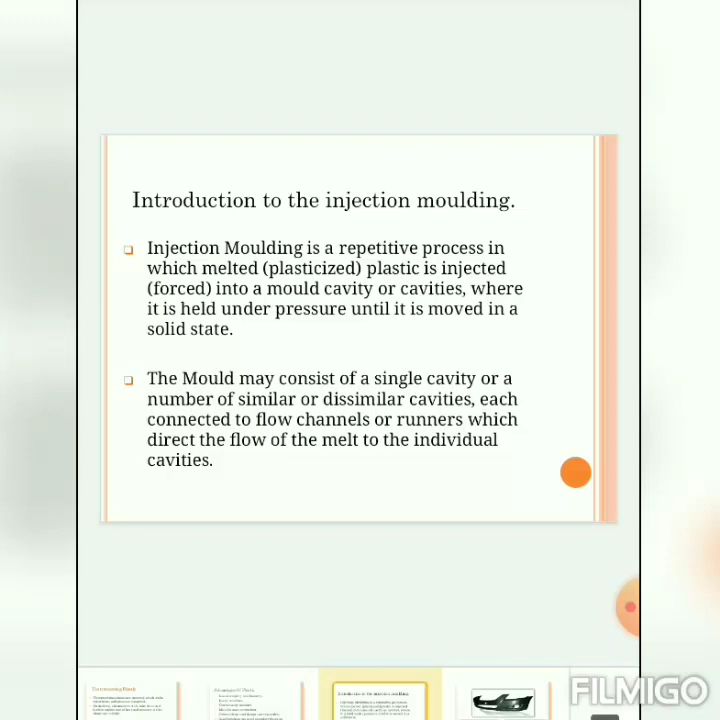 Introduction to the injection moulding.
Injection Moulding is a repetitive process in
which melted (plasticized) plastic is injected
(forced) into a mould cavity or cavities, where
it is held under pressure until it is moved in a
solid state.
The Mould may consist of a single cavity or a
number of similar or dissimilar cavities, each
connected to flow channels or runners which
direct the flow of the melt to the individual
cavities.
FILMIGO